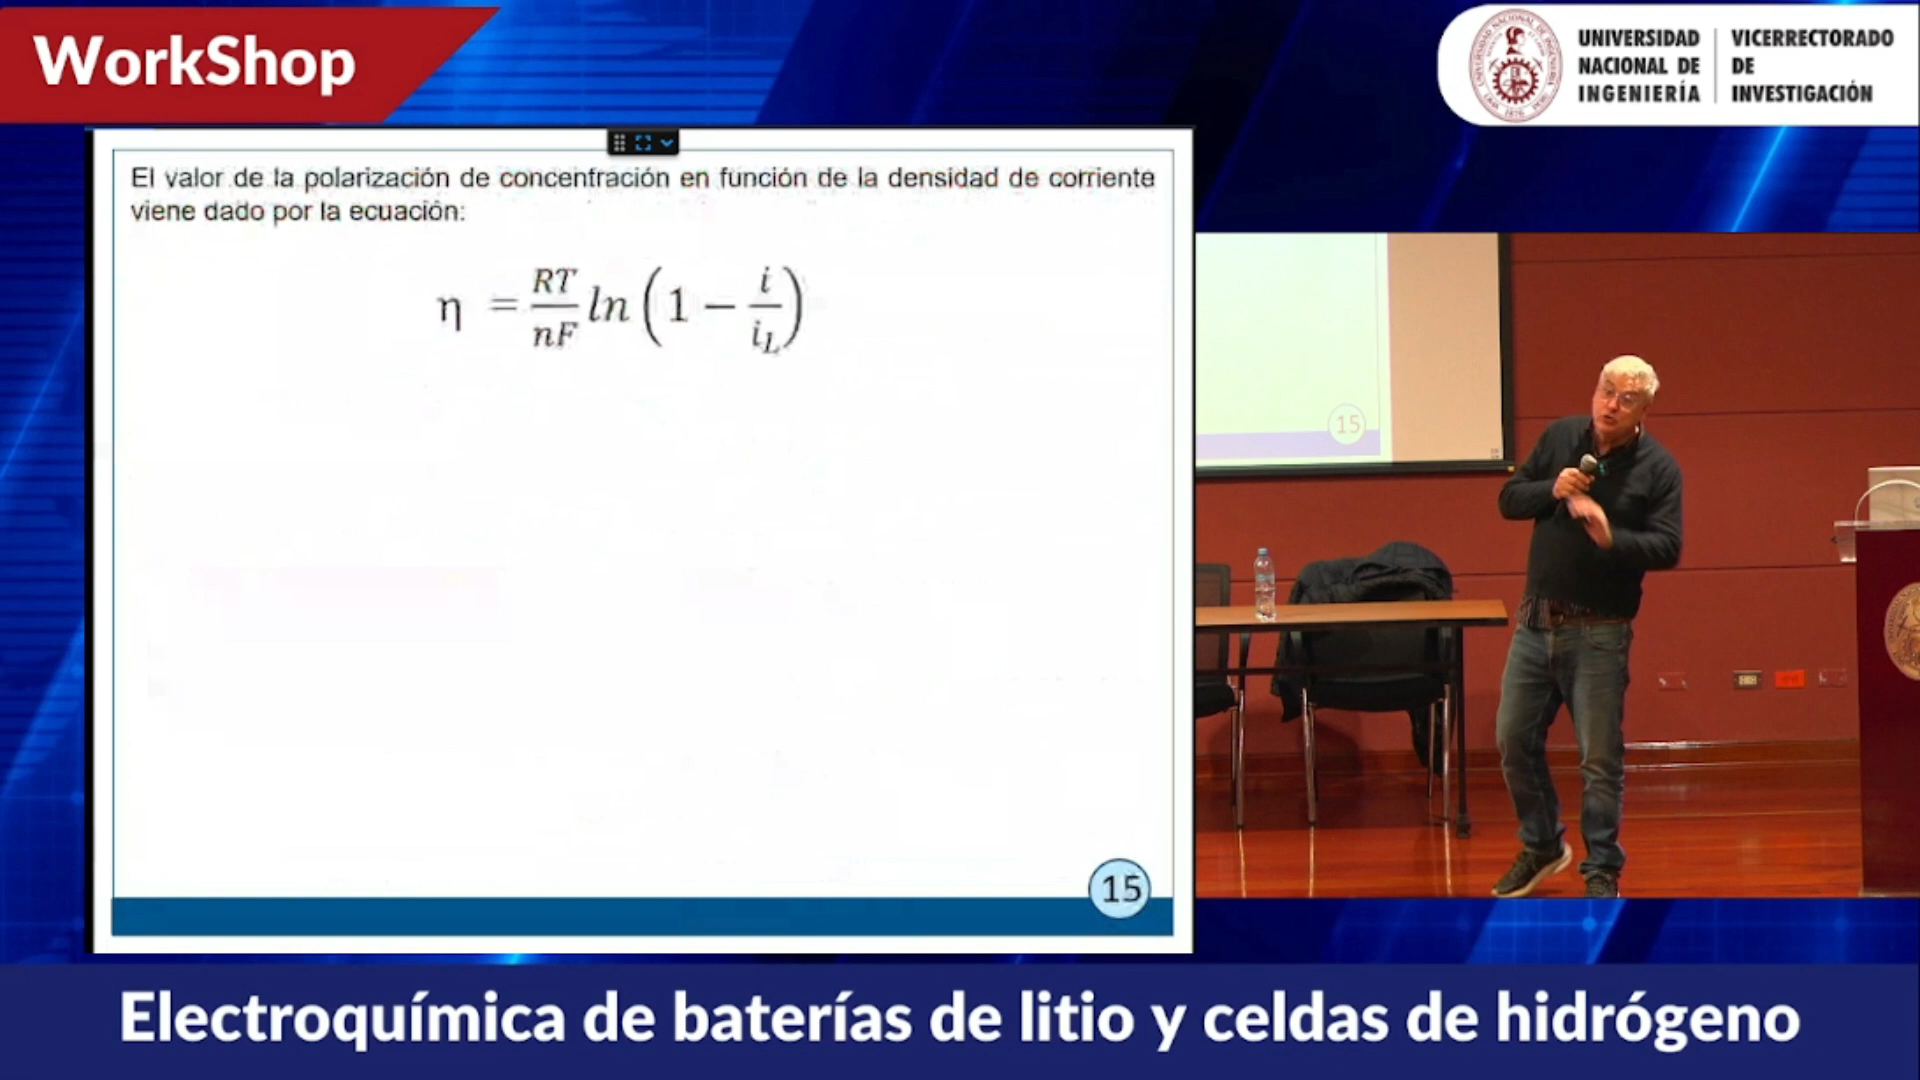 WorkShop
UNIVERSIDAD
NACIONAL DE
INGENIERÍA
VICERRECTORADO
DE
INVESTIGACIÓN
El valor de la polarización de concentración en función de la densidad de corriente
viene dado por la ecuación:
η = RT/nF ln (1 − i/i_L)
15
15
Electroquímica de baterías de litio y celdas de hidrógeno